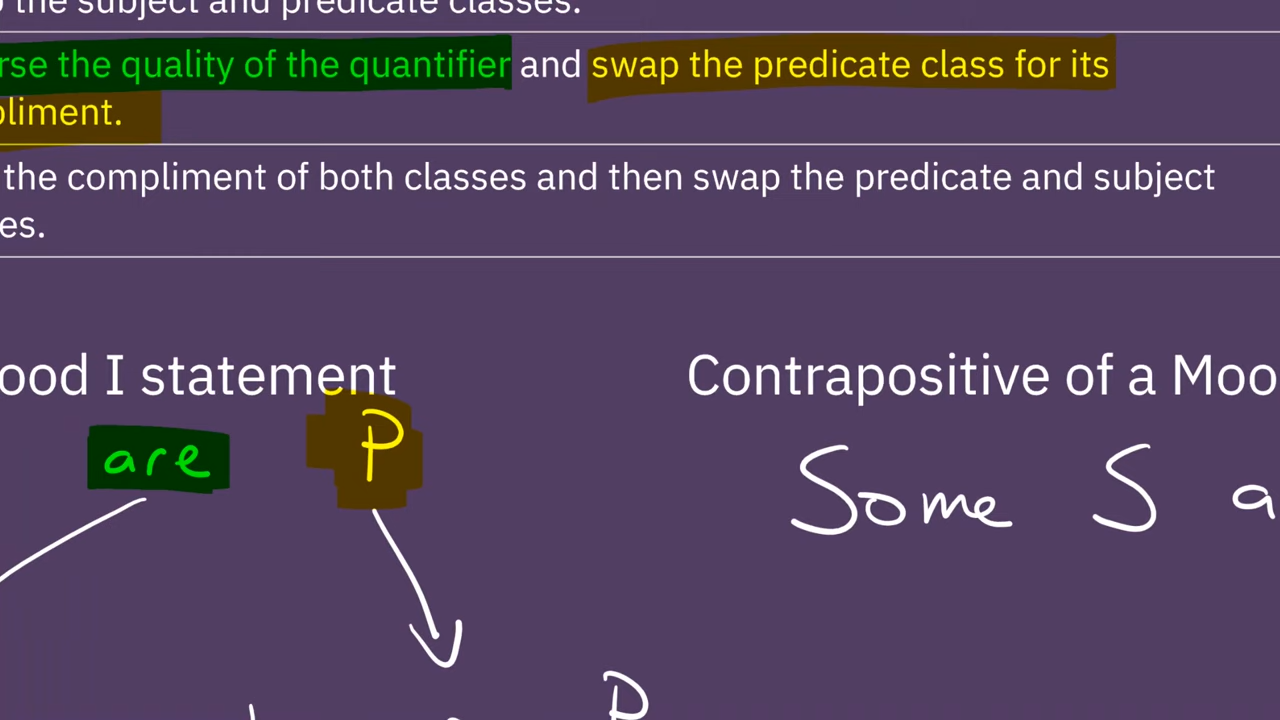 the subject and predicate classes.
rse the quality of the quantifier and swap the predicate class for its
pliment.
the compliment of both classes and then swap the predicate and subject
es.
ood I statement
Contrapositive of a Moo
are P
Some S a
P